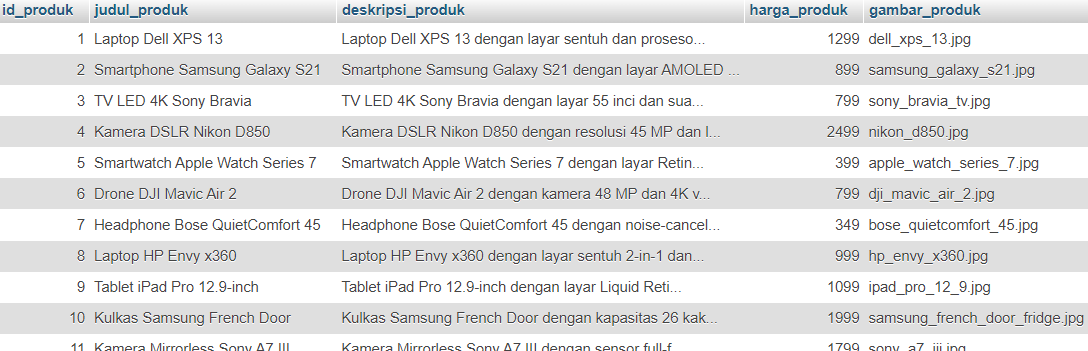 id_produk judul_produk deskripsi_produk harga_produk gambar_produk
1 Laptop Dell XPS 13 Laptop Dell XPS 13 dengan layar sentuh dan proseso... 1299 dell_xps_13.jpg
2 Smartphone Samsung Galaxy S21 Smartphone Samsung Galaxy S21 dengan layar AMOLED ... 899 samsung_galaxy_s21.jpg
3 TV LED 4K Sony Bravia TV LED 4K Sony Bravia dengan layar 55 inci dan sua... 799 sony_bravia_tv.jpg
4 Kamera DSLR Nikon D850 Kamera DSLR Nikon D850 dengan resolusi 45 MP dan l... 2499 nikon_d850.jpg
5 Smartwatch Apple Watch Series 7 Smartwatch Apple Watch Series 7 dengan layar Retin... 399 apple_watch_series_7.jpg
6 Drone DJI Mavic Air 2 Drone DJI Mavic Air 2 dengan kamera 48 MP dan 4K v... 799 dji_mavic_air_2.jpg
7 Headphone Bose QuietComfort 45 Headphone Bose QuietComfort 45 dengan noise-cancel... 349 bose_quietcomfort_45.jpg
8 Laptop HP Envy x360 Laptop HP Envy x360 dengan layar sentuh 2-in-1 dan... 999 hp_envy_x360.jpg
9 Tablet iPad Pro 12.9-inch Tablet iPad Pro 12.9-inch dengan layar Liquid Reti... 1099 ipad_pro_12_9.jpg
10 Kulkas Samsung French Door Kulkas Samsung French Door dengan kapasitas 26 kak... 1999 samsung_french_door_fridge.jpg
11 Kamera Mirrorless Sony A7 III Kamera Mirrorless Sony A7 III dengan sensor full-f... 1799 sony_a7_iii.jpg